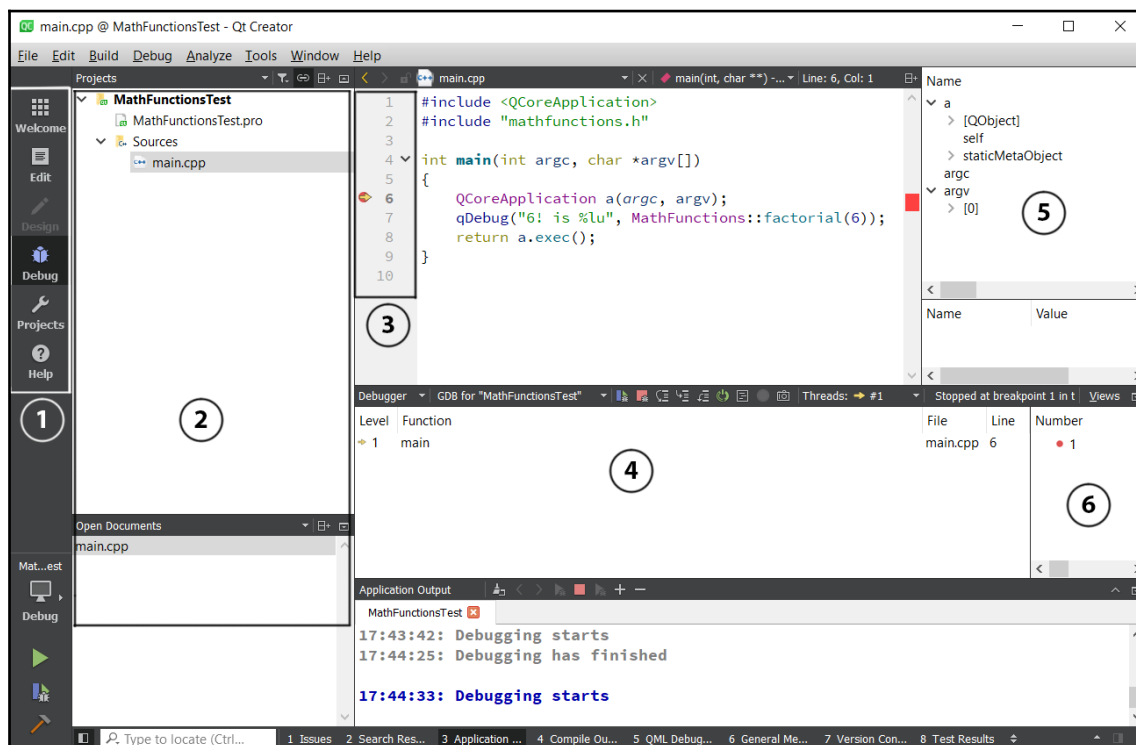 main.cpp @ MathFunctionsTest - Qt Creator
File Edit Build Debug Analyze Tools Window Help
Welcome
Edit
Design
Debug
Projects
Help
1
Mat...est
Debug
Projects
MathFunctionsTest
MathFunctionsTest.pro
Sources
main.cpp
2
Open Documents
main.cpp
main.cpp main(int, char **) -... Line: 6, Col: 1
1 #include <QCoreApplication>
2 #include "mathfunctions.h"
3
4 int main(int argc, char *argv[])
5 {
6 QCoreApplication a(argc, argv);
7 qDebug("6! is %lu", MathFunctions::factorial(6));
8 return a.exec();
9 }
10
3
Name
a
[QObject]
self
staticMetaObject
argc
argv
[0]
5
Name Value
Debugger GDB for "MathFunctionsTest" Threads: #1 Stopped at breakpoint 1 in t Views
Level Function File Line Number
1 main main.cpp 6 1
4
6
Application Output
MathFunctionsTest
17:43:42: Debugging starts
17:44:25: Debugging has finished
17:44:33: Debugging starts
Type to locate (Ctrl... 1 Issues 2 Search Res... 3 Application ... 4 Compile Ou... 5 QML Debug... 6 General Me... 7 Version Con... 8 Test Results